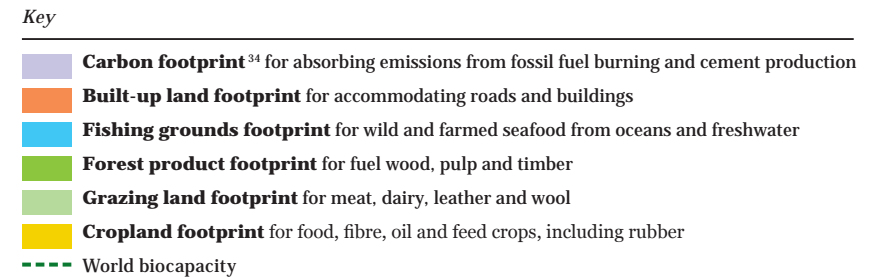 Key
Carbon footprint 34 for absorbing emissions from fossil fuel burning and cement production
Built-up land footprint for accommodating roads and buildings
Fishing grounds footprint for wild and farmed seafood from oceans and freshwater
Forest product footprint for fuel wood, pulp and timber
Grazing land footprint for meat, dairy, leather and wool
Cropland footprint for food, fibre, oil and feed crops, including rubber
World biocapacity